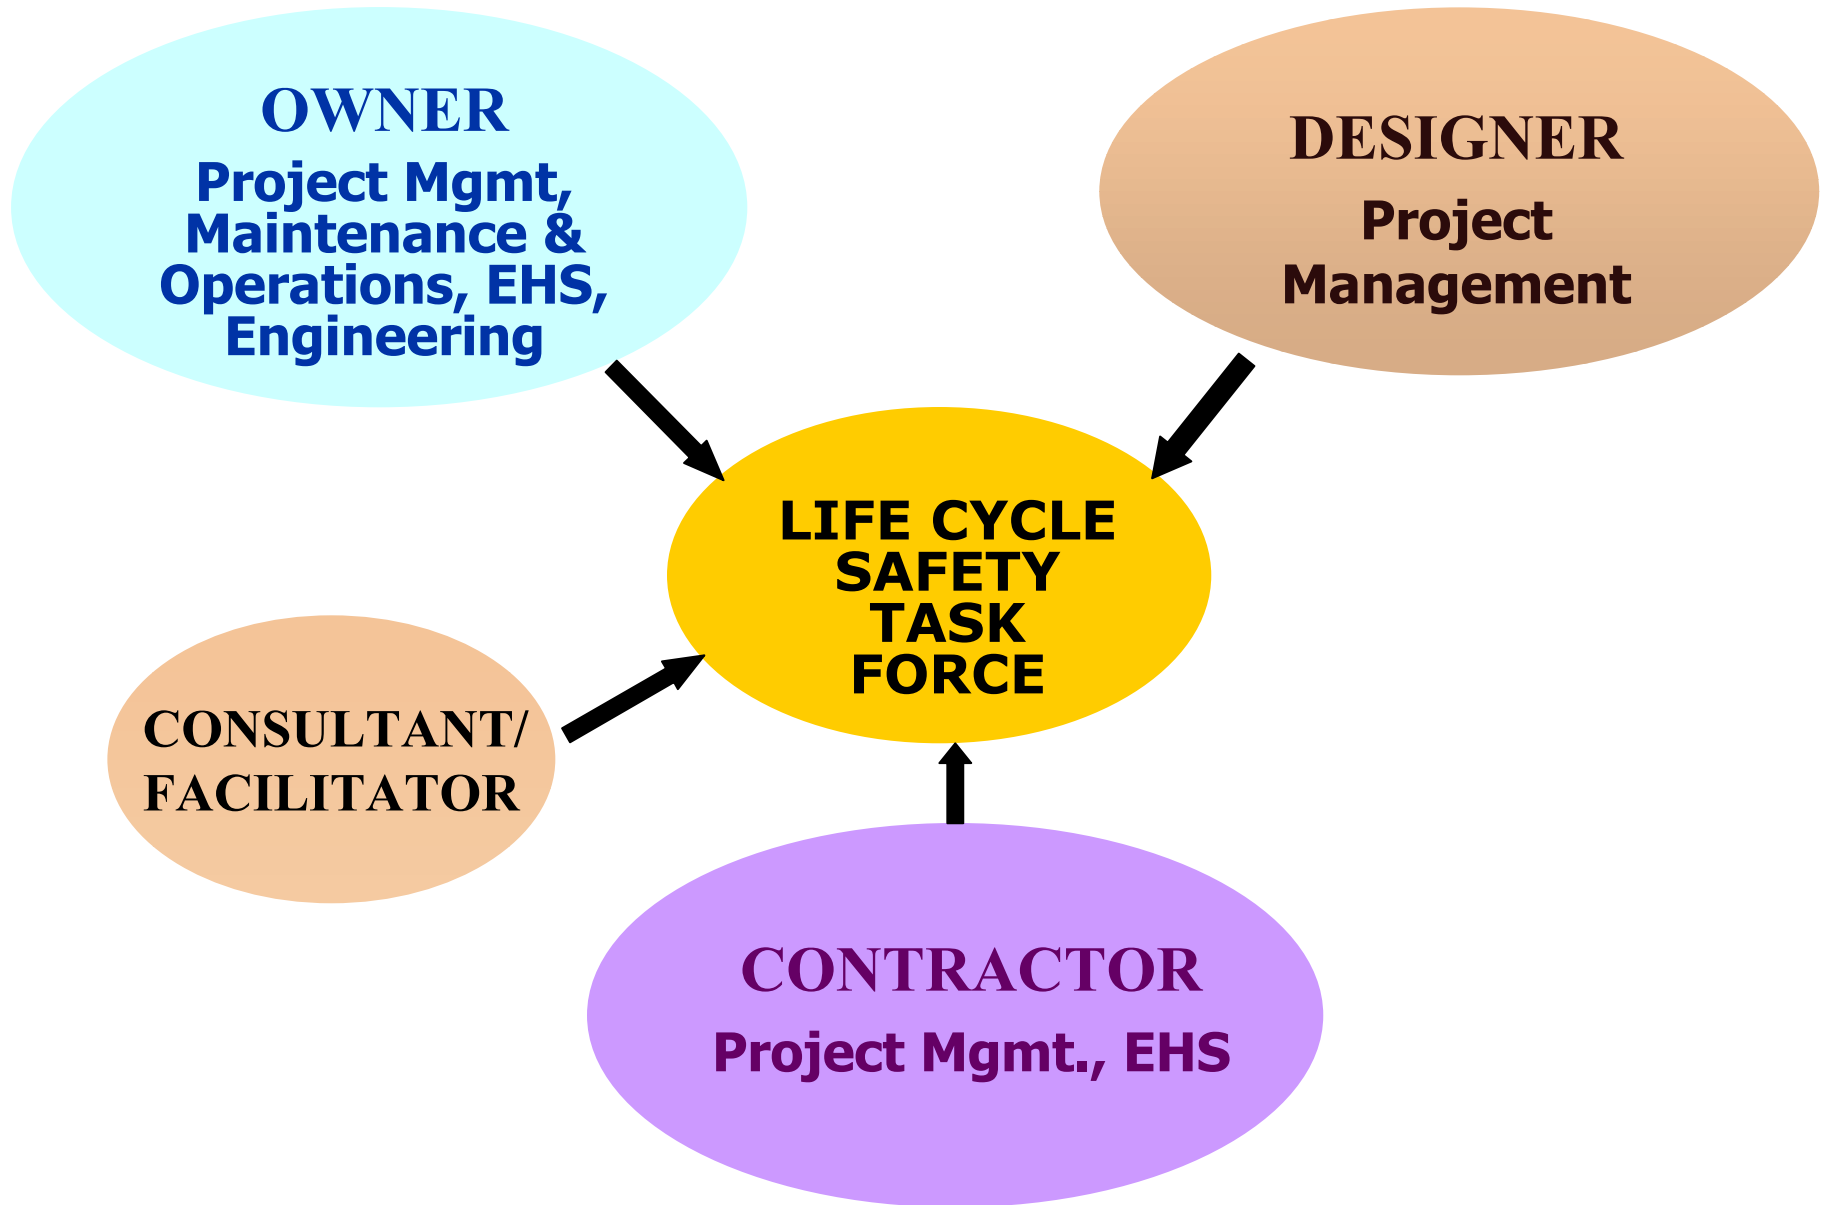 OWNER
Project Mgmt,
Maintenance &
Operations, EHS,
Engineering
DESIGNER
Project
Management
LIFE CYCLE
SAFETY
TASK
FORCE
CONSULTANT/
FACILITATOR
CONTRACTOR
Project Mgmt., EHS